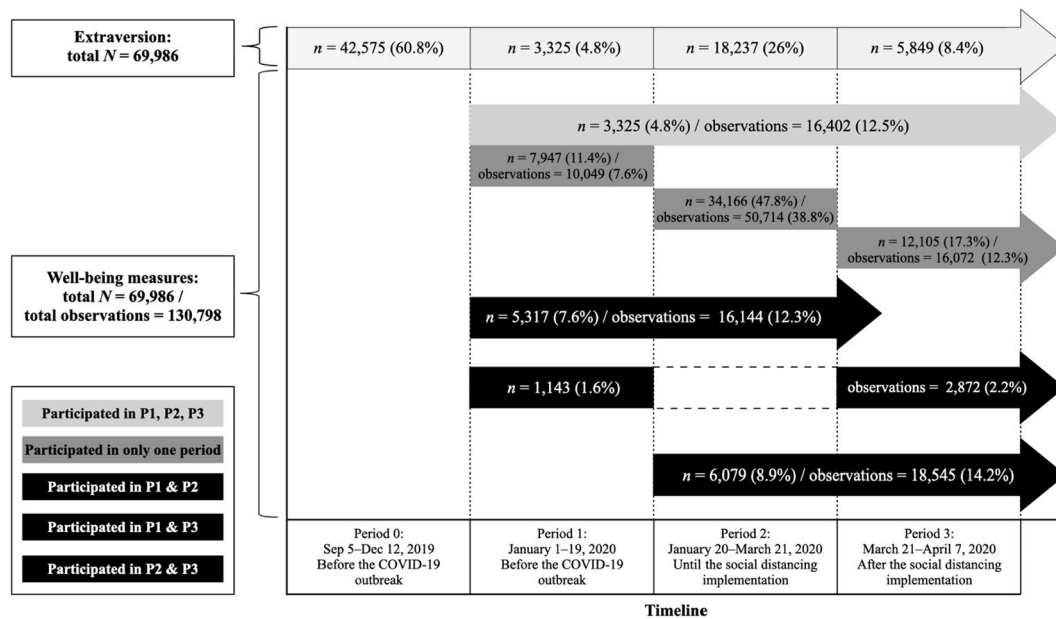 Extraversion:
total N = 69,986
n = 42,575 (60.8%)
n = 3,325 (4.8%)
n = 18,237 (26%)
n = 5,849 (8.4%)
n = 3,325 (4.8%) / observations = 16,402 (12.5%)
n = 7,947 (11.4%) /
observations = 10,049 (7.6%)
n = 34,166 (47.8%) /
observations = 50,714 (38.8%)
n = 12,105 (17.3%) /
observations = 16,072 (12.3%)
Well-being measures:
total N = 69,986 /
total observations = 130,798
n = 5,317 (7.6%) / observations = 16,144 (12.3%)
n = 1,143 (1.6%)
observations = 2,872 (2.2%)
n = 6,079 (8.9%) / observations = 18,545 (14.2%)
Participated in P1, P2, P3
Participated in only one period
Participated in P1 & P2
Participated in P1 & P3
Participated in P2 & P3
Period 0:
Sep 5–Dec 12, 2019
Before the COVID-19
outbreak
Period 1:
January 1–19, 2020
Before the COVID-19
outbreak
Period 2:
January 20–March 21, 2020
Until the social distancing
implementation
Period 3:
March 21–April 7, 2020
After the social distancing
implementation
Timeline